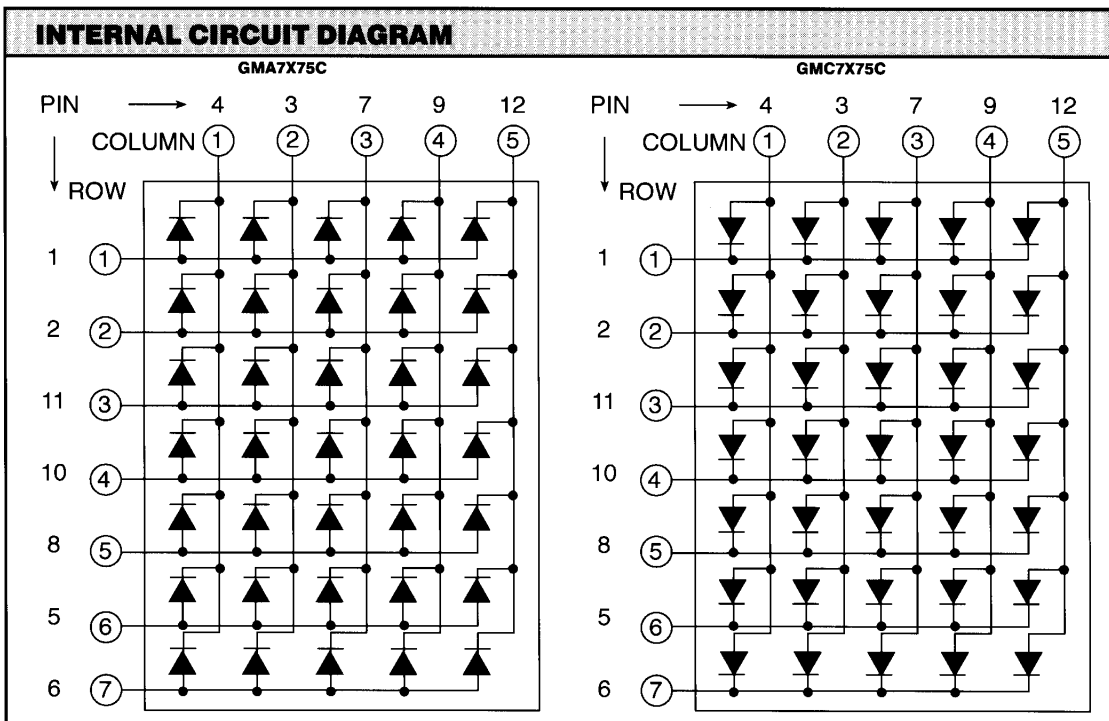 INTERNAL CIRCUIT DIAGRAM
GMA7X75C
PIN 4 3 7 9 12
COLUMN 1 2 3 4 5
ROW
1 1
2 2
11 3
10 4
8 5
5 6
6 7
GMC7X75C
PIN 4 3 7 9 12
COLUMN 1 2 3 4 5
ROW
1 1
2 2
11 3
10 4
8 5
5 6
6 7